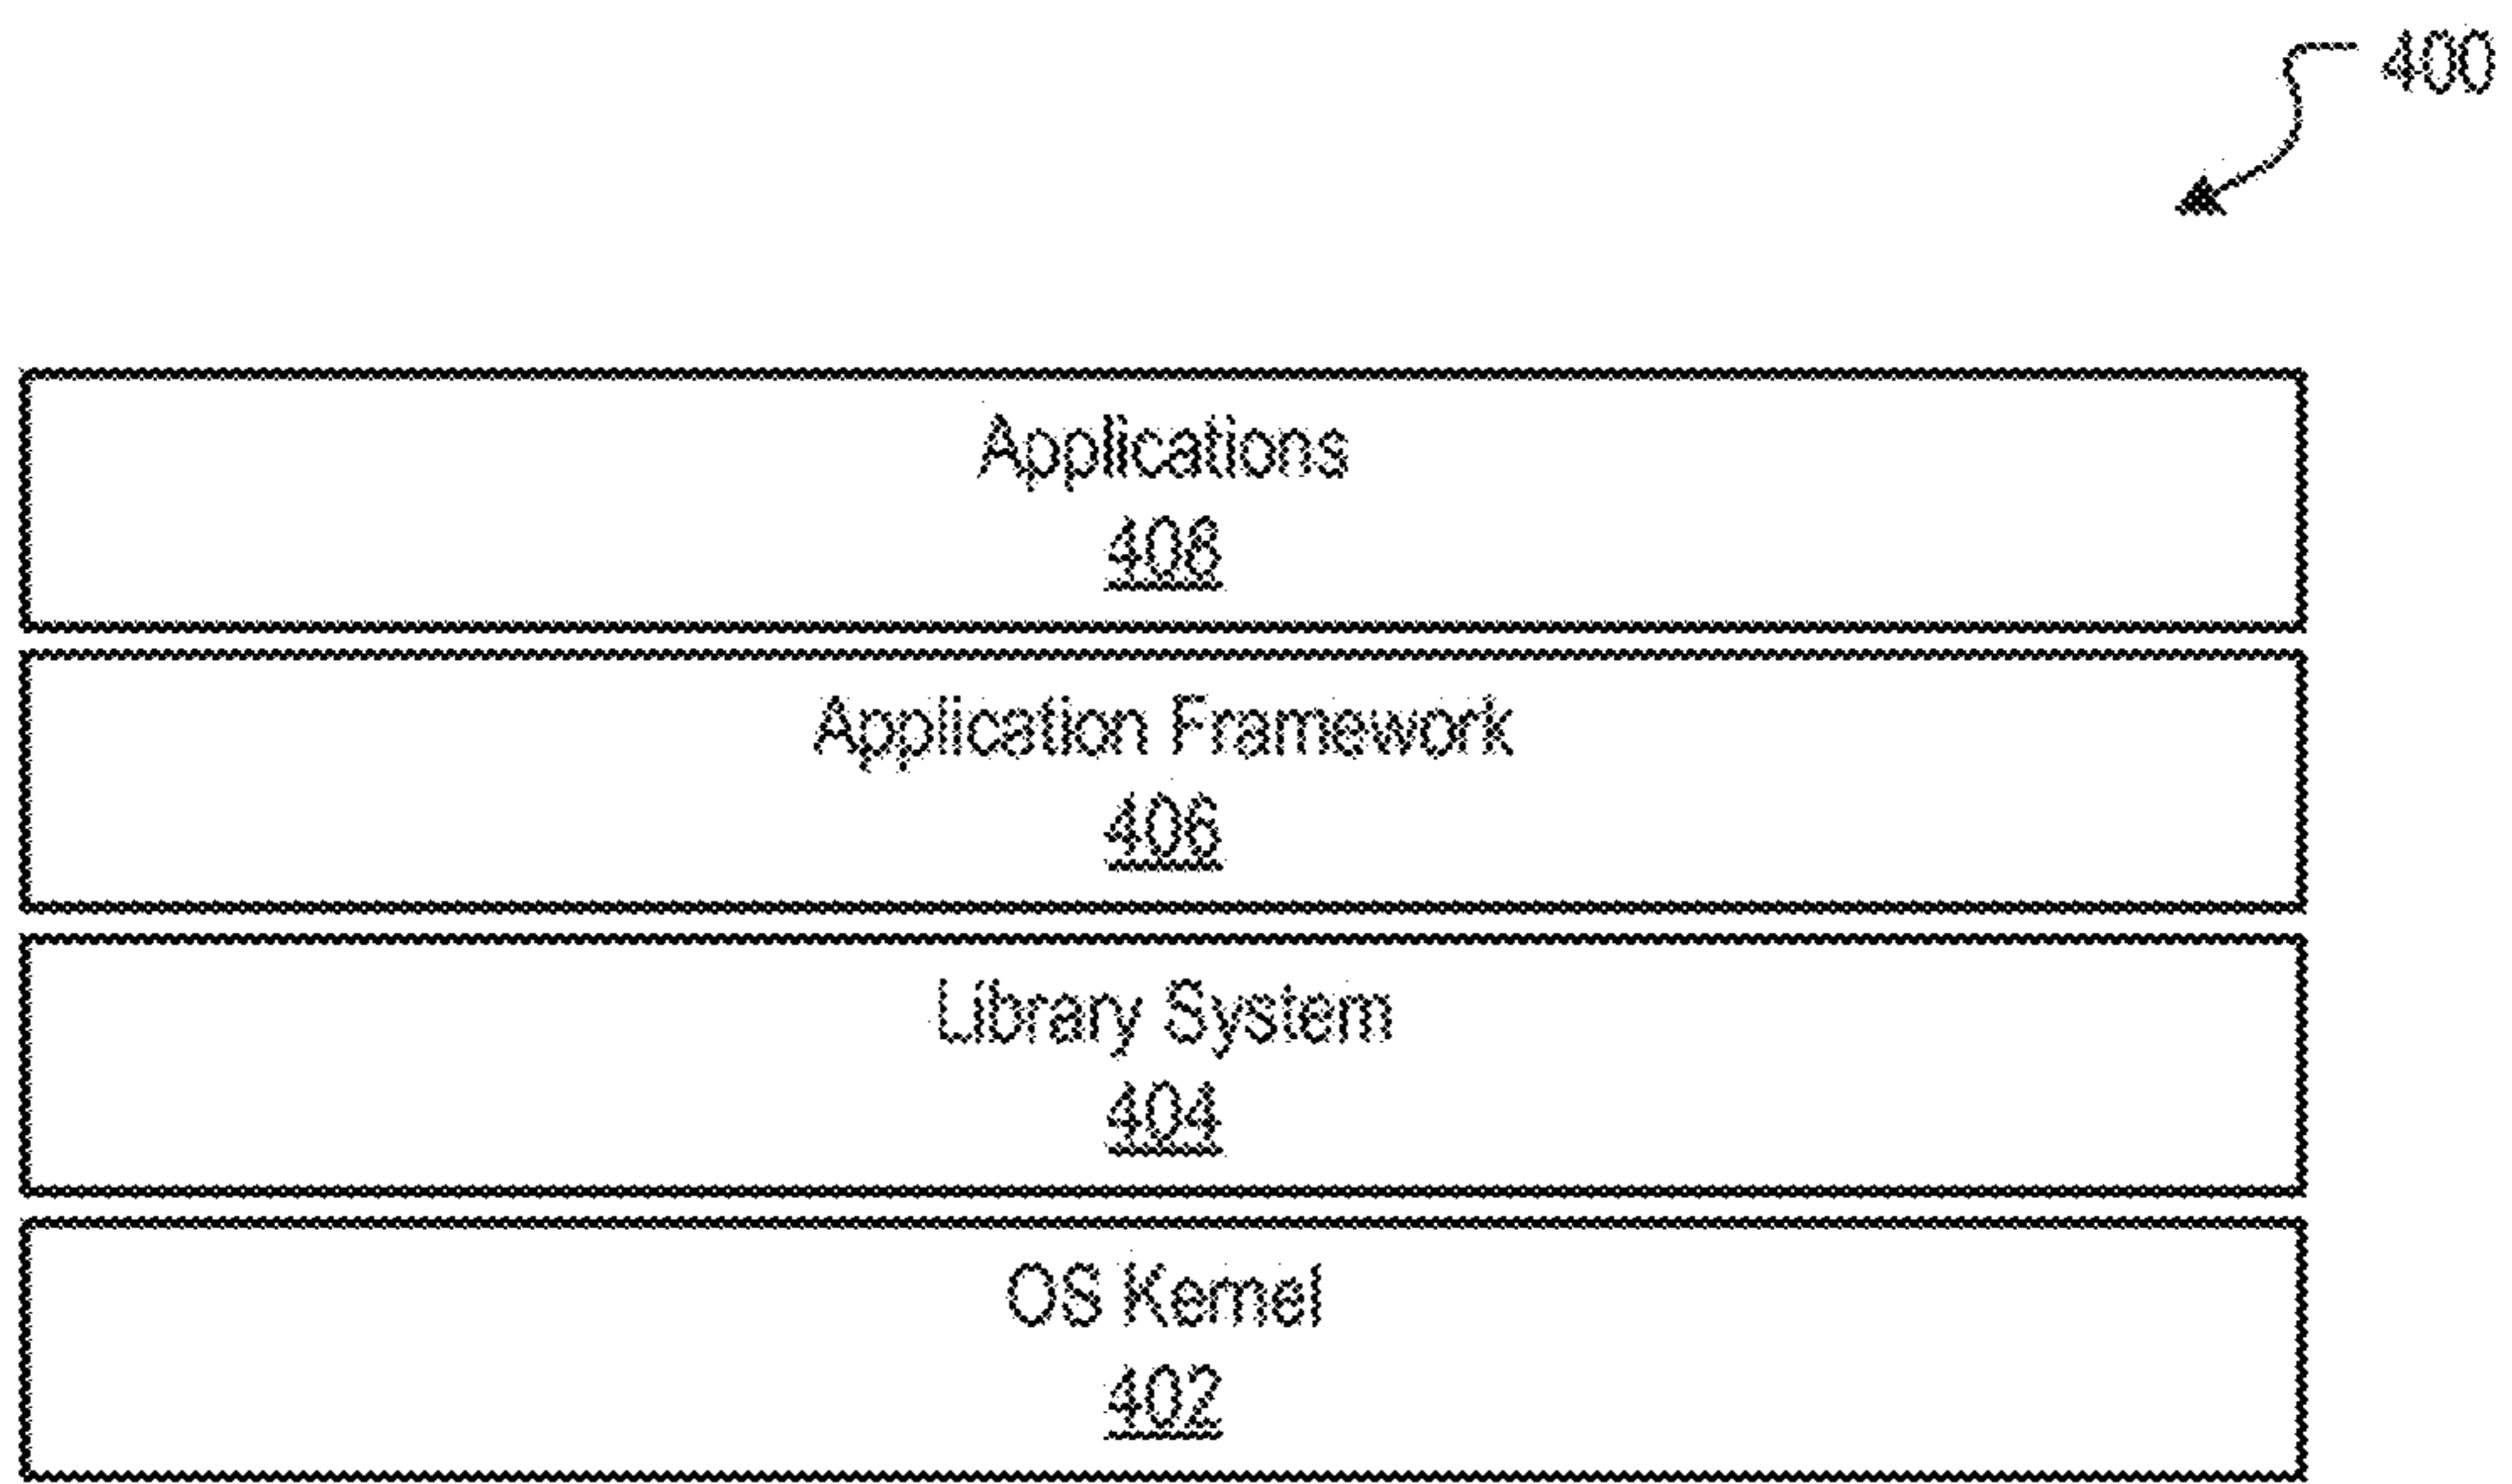 400
Applications
408
Application Framework
406
Library System
404
OS Kernel
402